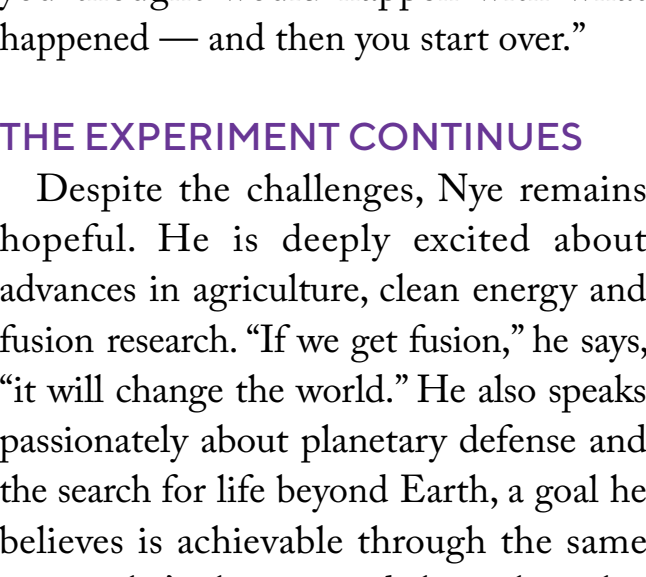 happened — and then you start over.”
THE EXPERIMENT CONTINUES
Despite the challenges, Nye remains
hopeful. He is deeply excited about
advances in agriculture, clean energy and
fusion research. “If we get fusion,” he says,
“it will change the world.” He also speaks
passionately about planetary defense and
the search for life beyond Earth, a goal he
believes is achievable through the same